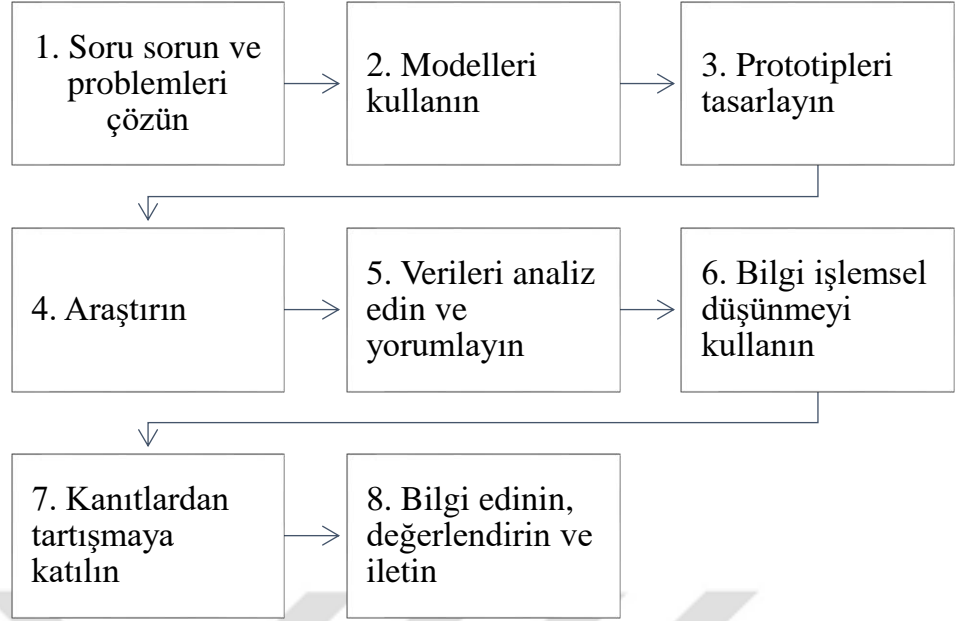 1. Soru sorun ve
problemleri
çözün
2. Modelleri
kullanın
3. Prototipleri
tasarlayın
4. Araştırın
5. Verileri analiz
edin ve
yorumlayın
6. Bilgi işlemsel
düşünmeyi
kullanın
7. Kanıtlardan
tartışmaya
katılın
8. Bilgi edinin,
değerlendirin ve
iletin